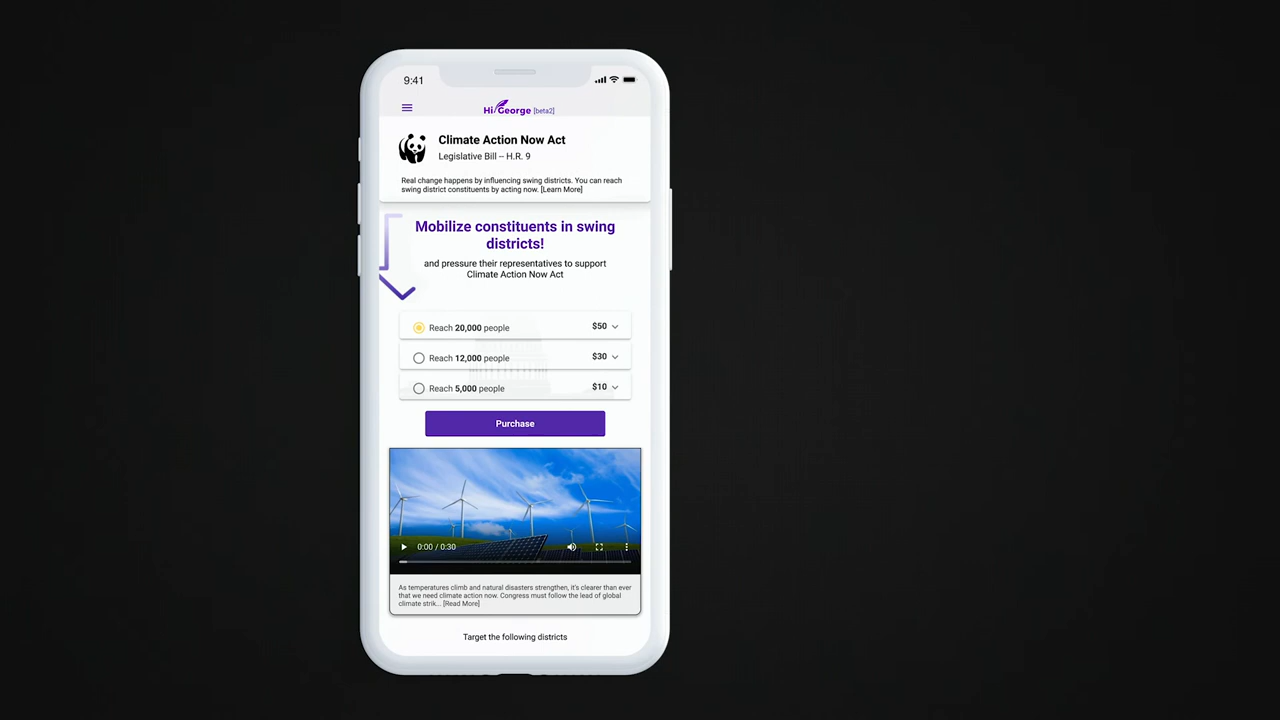 9:41
Hi George [beta2]
Climate Action Now Act
Legislative Bill – H.R. 9
Real change happens by influencing swing districts. You can reach
swing district constituents by acting now. [Learn More]
Mobilize constituents in swing
districts!
and pressure their representatives to support
Climate Action Now Act
Reach 20,000 people $50
Reach 12,000 people $30
Reach 5,000 people $10
Purchase
0:00 / 0:30
As temperatures climb and natural disasters strengthen, it's clearer than ever
that we need climate action now. Congress must follow the lead of global
climate strik... [Read More]
Target the following districts